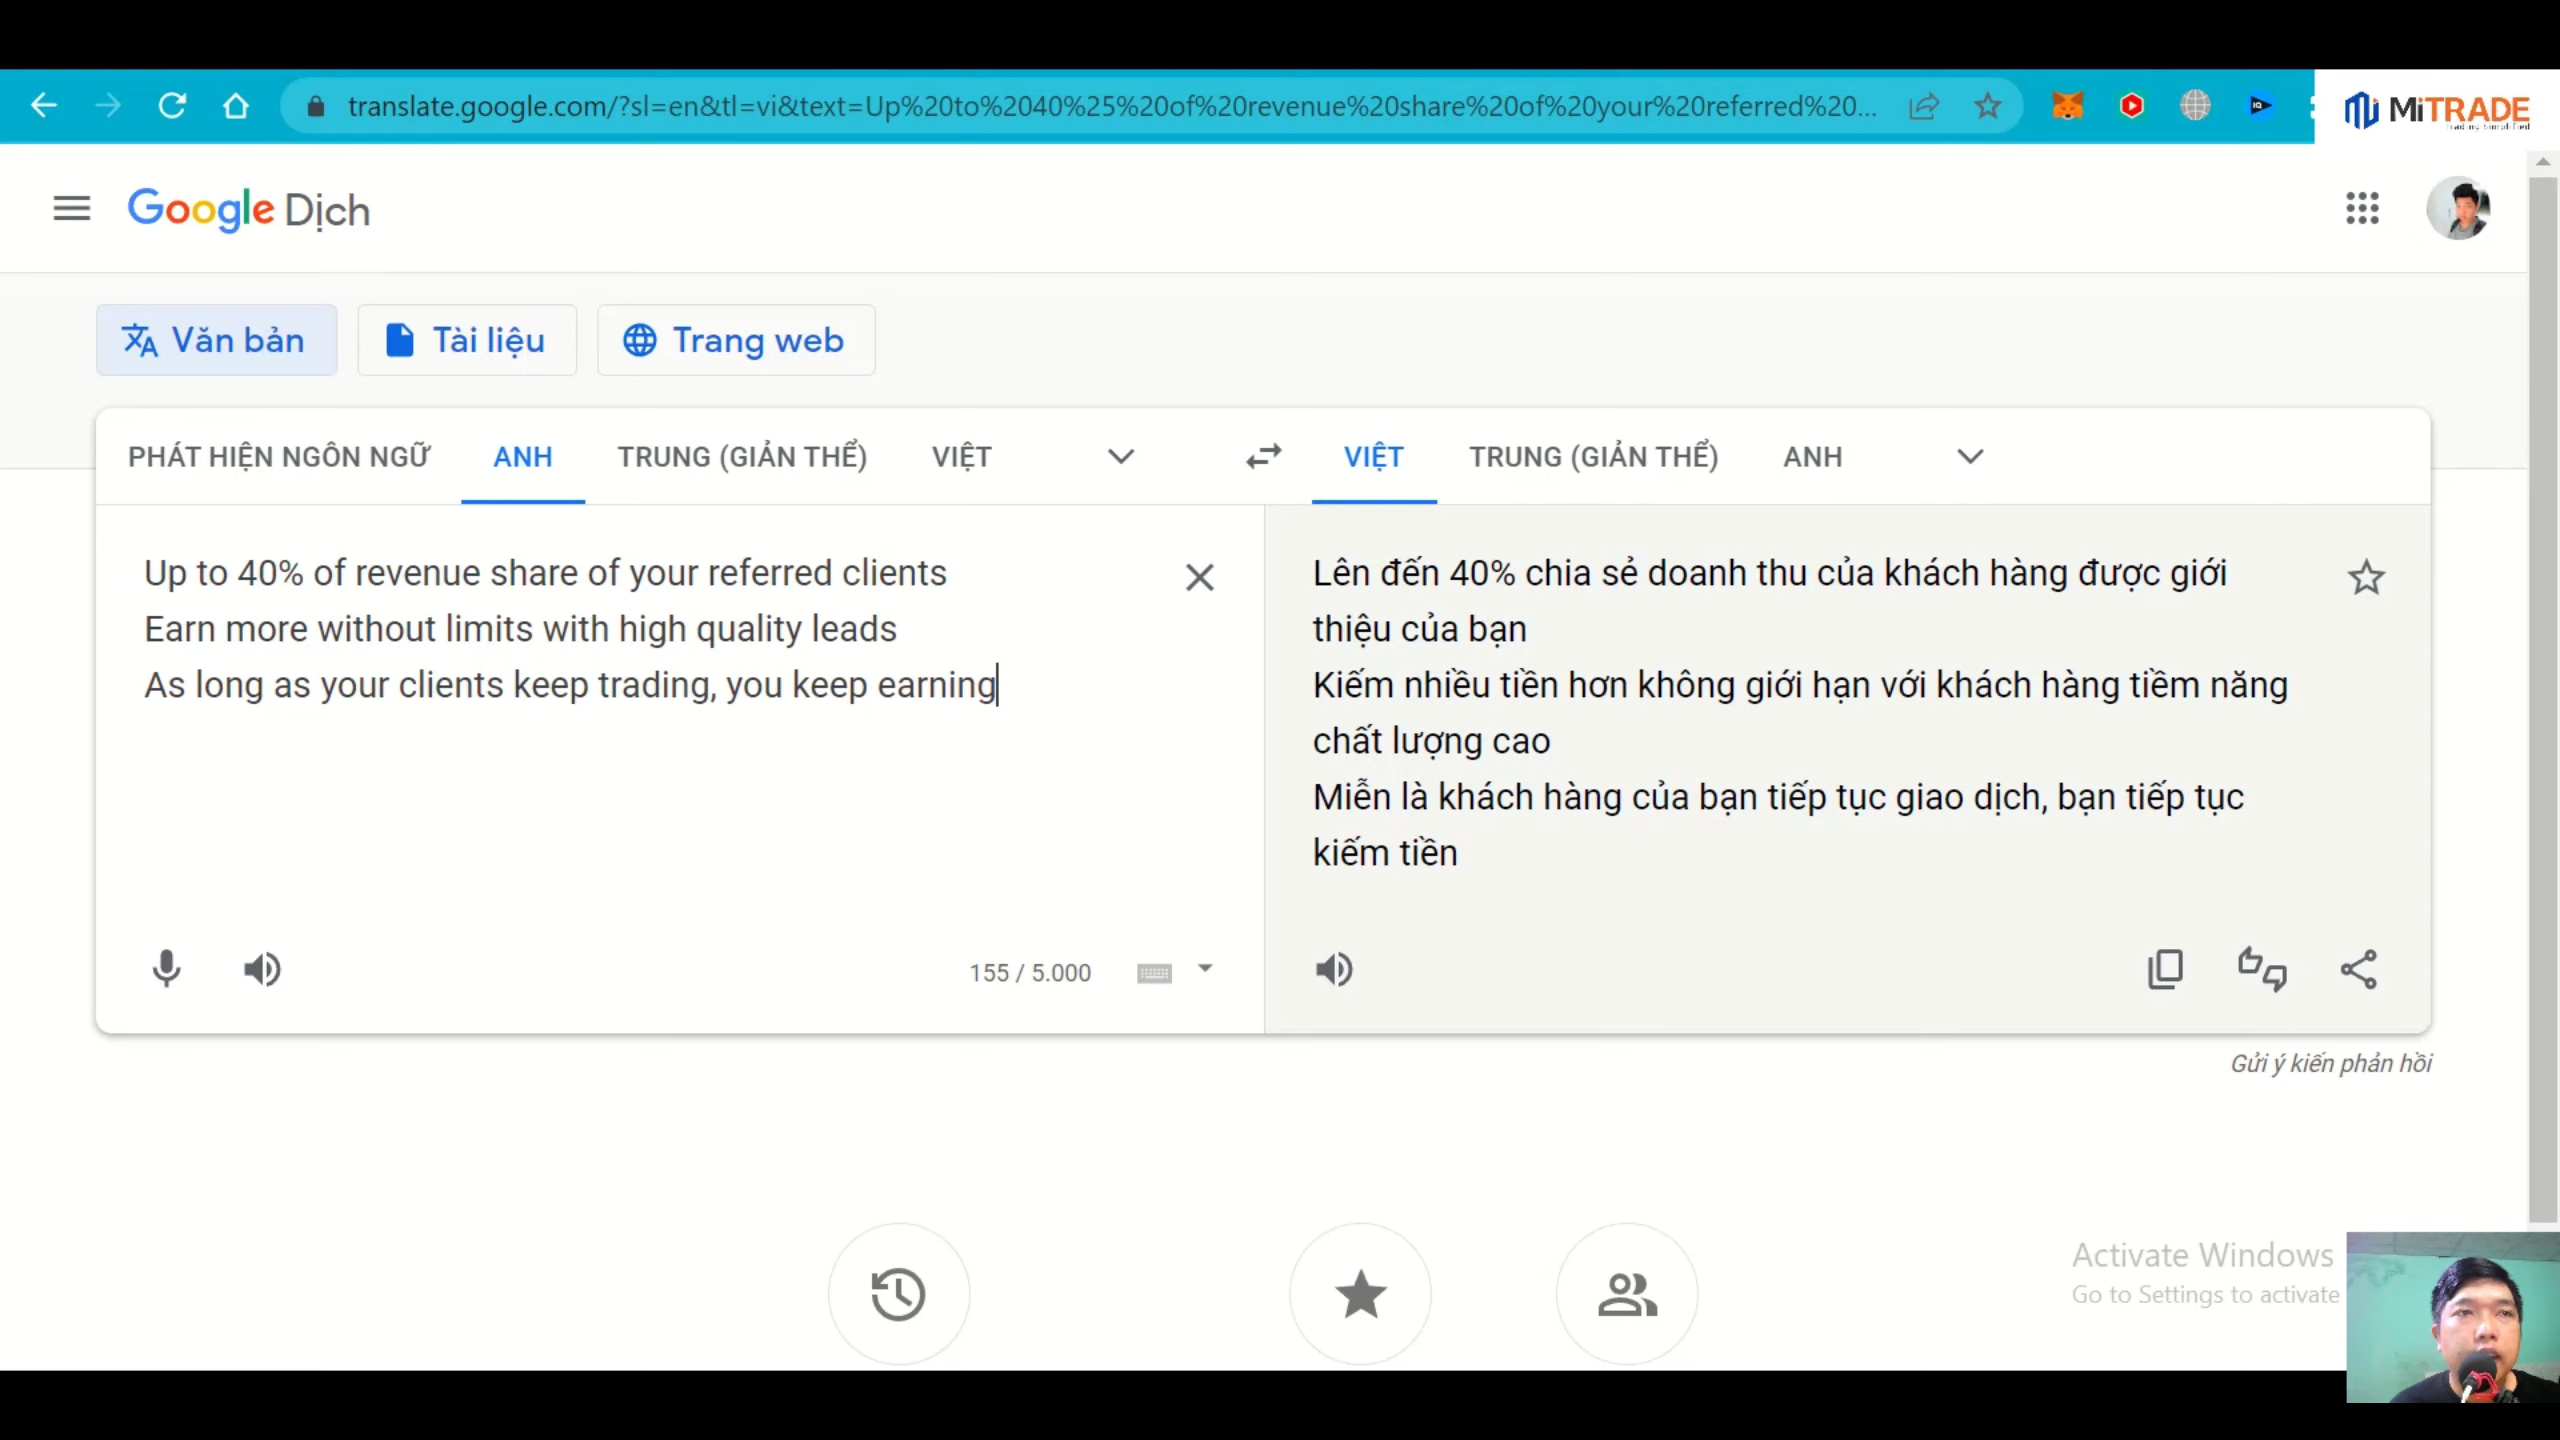 translate.google.com/?sl=en&tl=vi&text=Up%20to%2040%25%20of%20revenue%20share%20of%20your%20referred%20...
MiTRADE
Google Dịch
Văn bản
Tài liệu
Trang web
PHÁT HIỆN NGÔN NGỮ ANH TRUNG (GIẢN THỂ) VIỆT
VIỆT TRUNG (GIẢN THỂ) ANH
Up to 40% of revenue share of your referred clients
Earn more without limits with high quality leads
As long as your clients keep trading, you keep earning
155 / 5.000
Lên đến 40% chia sẻ doanh thu của khách hàng được giới
thiệu của bạn
Kiếm nhiều tiền hơn không giới hạn với khách hàng tiềm năng
chất lượng cao
Miễn là khách hàng của bạn tiếp tục giao dịch, bạn tiếp tục
kiếm tiền
Gửi ý kiến phản hồi
Activate Windows
Go to Settings to activate